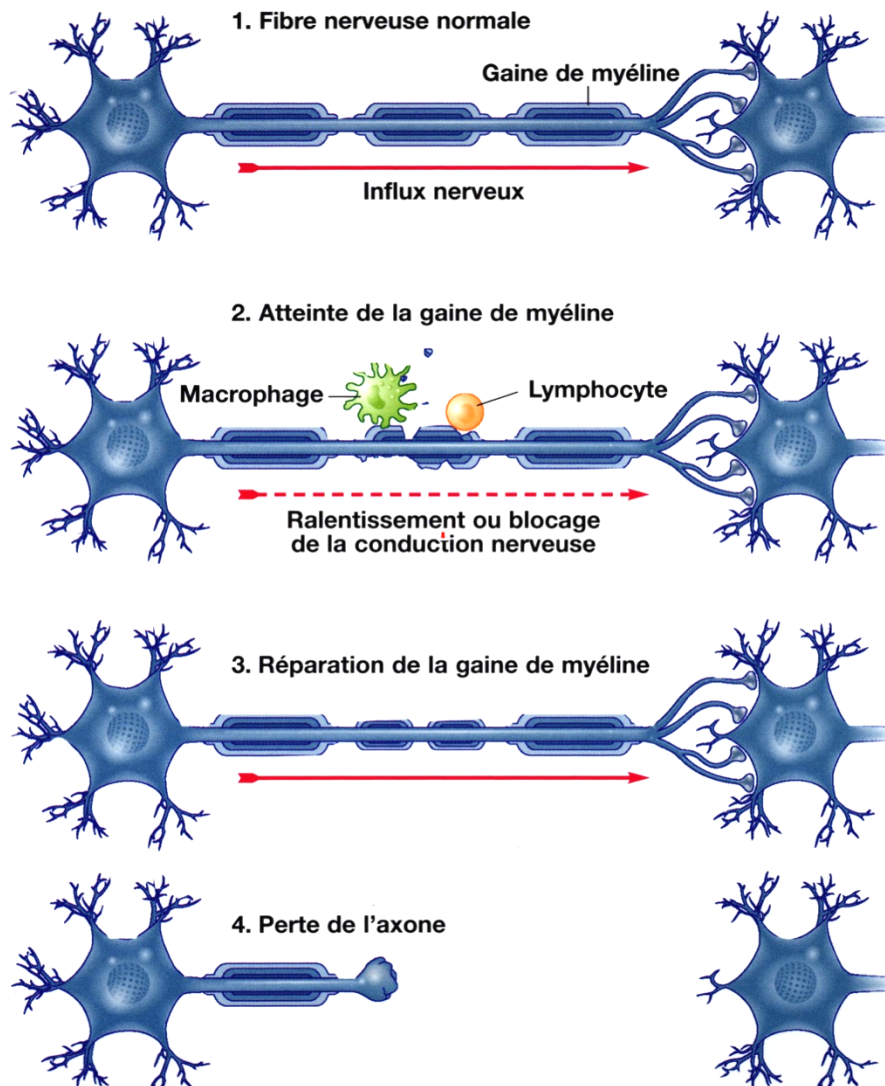 1. Fibre nerveuse normale
Gaine de myéline
Influx nerveux
2. Atteinte de la gaine de myéline
Macrophage
Lymphocyte
Ralentissement ou blocage
de la conduction nerveuse
3. Réparation de la gaine de myéline
4. Perte de l'axone